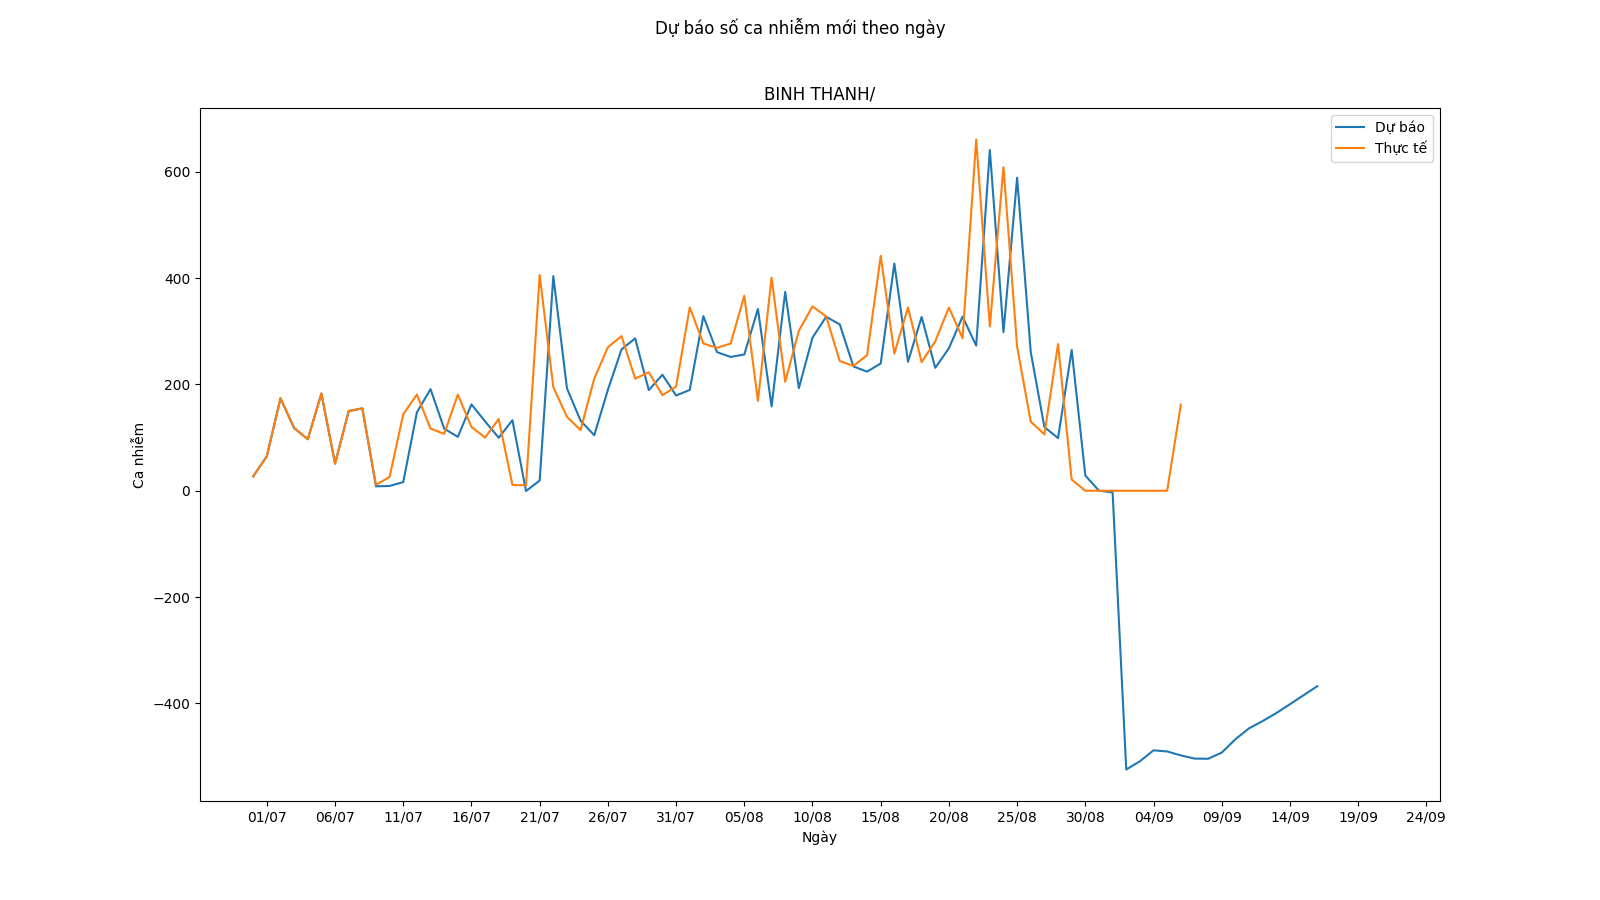 Dự báo số ca nhiễm mới theo ngày
BINH THANH/
Dự báo
Thực tế
Ca nhiễm
600
400
200
0
−200
−400
01/07 06/07 11/07 16/07 21/07 26/07 31/07 05/08 10/08 15/08 20/08 25/08 30/08 04/09 09/09 14/09 19/09 24/09
Ngày